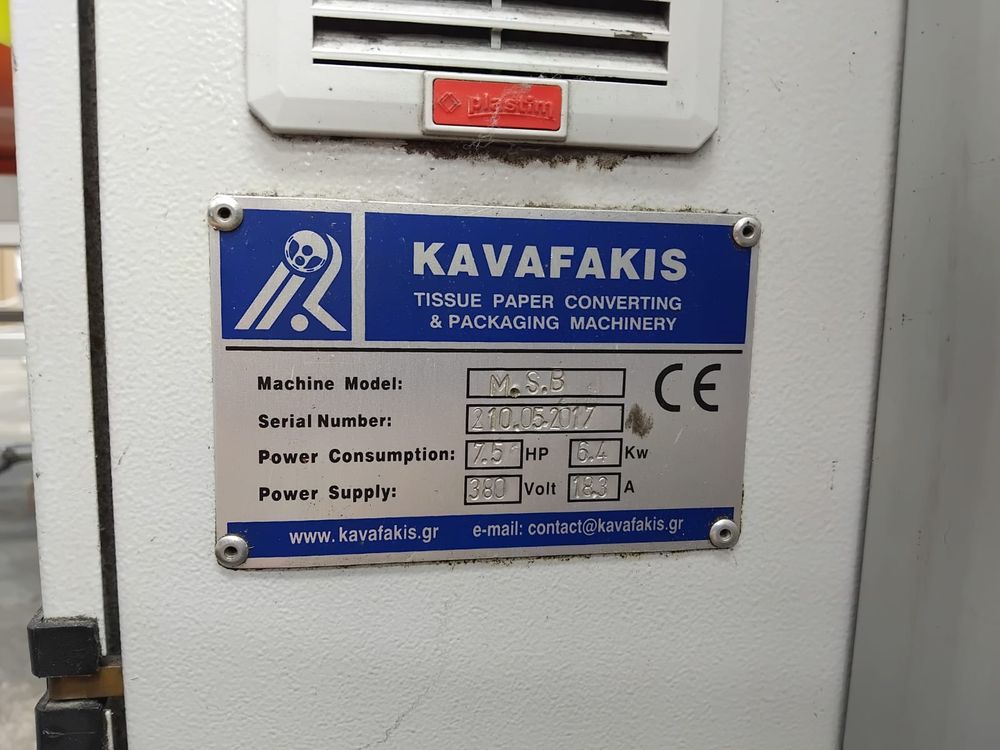 plastim
KAVAFAKIS
TISSUE PAPER CONVERTING
& PACKAGING MACHINERY
Machine Model: M.S.B
CE
Serial Number: 210.05.2017
Power Consumption: 7.5 HP 6.4 Kw
Power Supply: 380 Volt 18.3 A
www.kavafakis.gr e-mail: contact@kavafakis.gr